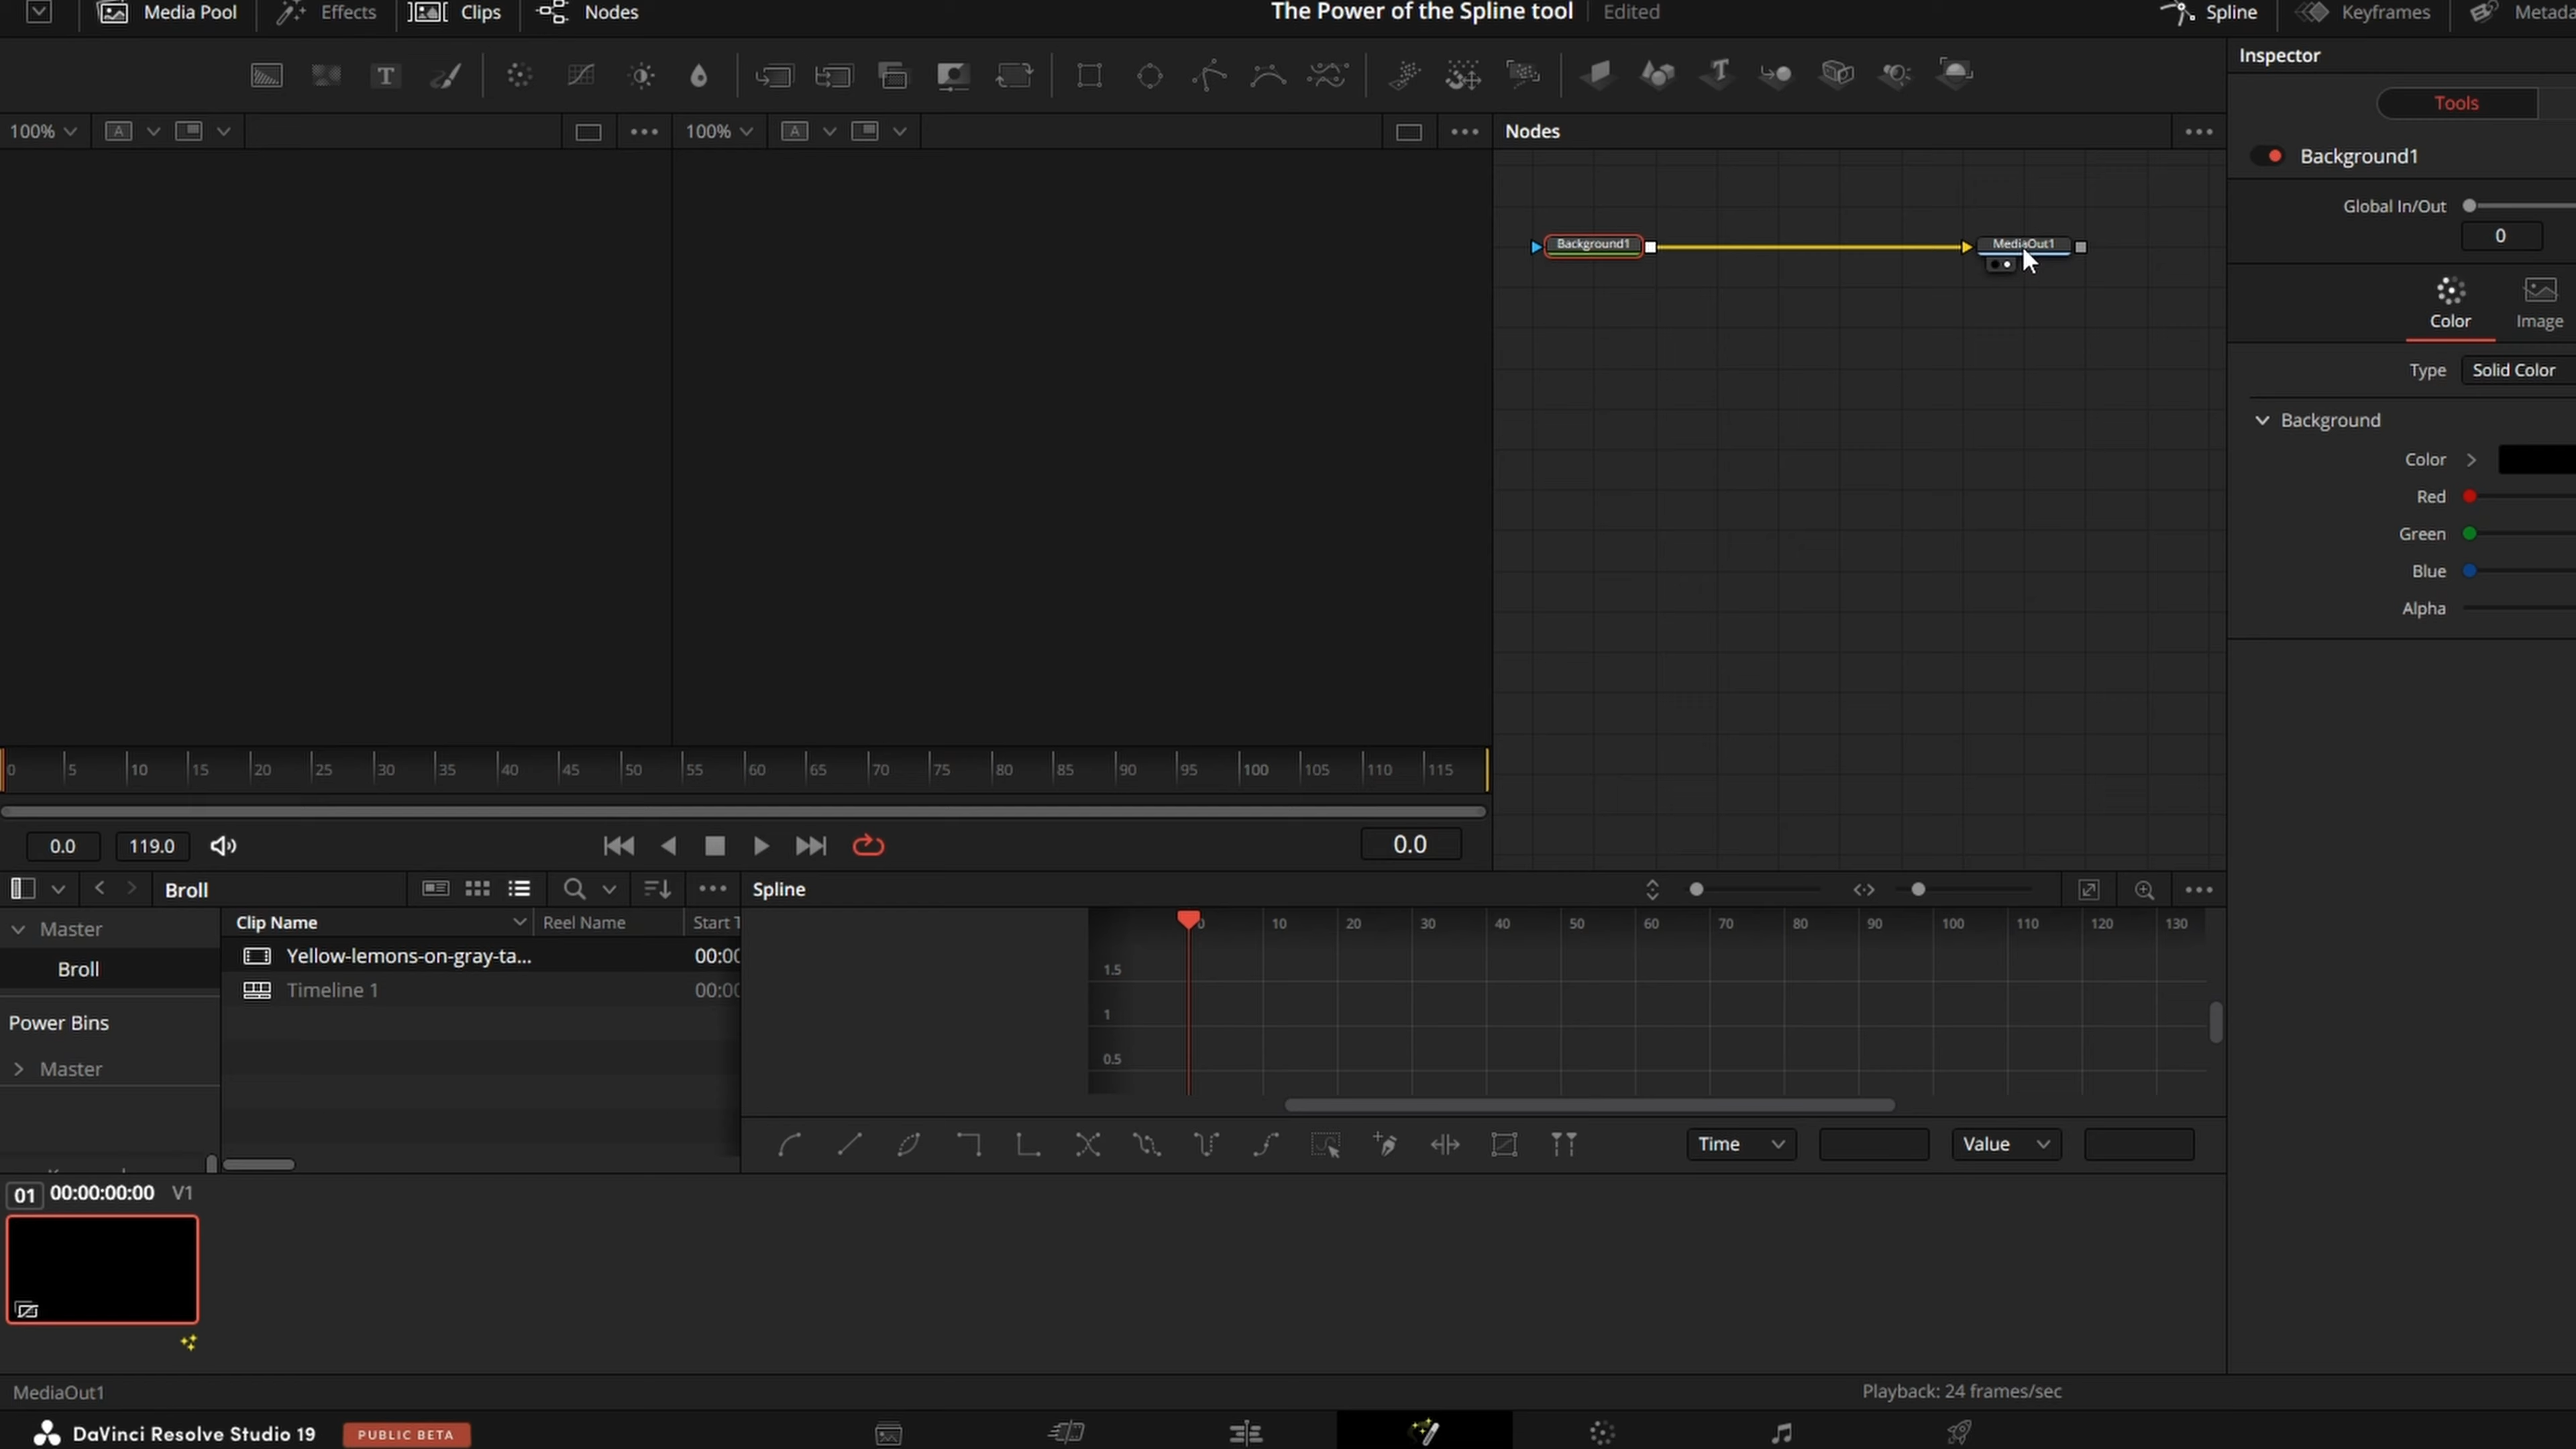 Media Pool Effects Clips Nodes The Power of the Spline tool Edited Spline Keyframes Metada
Inspector
Tools
100% A 100% A Nodes
Background1
Global In/Out
0
Background1 MediaOut1
Color Image
Type Solid Color
Background
Color
Red
Green
Blue
Alpha
0 5 10 15 20 25 30 35 40 45 50 55 60 65 70 75 80 85 90 95 100 105 110 115
0.0 119.0 0.0
Broll Spline
Master Clip Name Reel Name Start T 0 10 20 30 40 50 60 70 80 90 100 110 120 130
Broll Yellow-lemons-on-gray-ta... 00:00 1.5
Timeline 1 00:00
Power Bins 1
Master 0.5
Time Value
01 00:00:00:00 V1
MediaOut1 Playback: 24 frames/sec
DaVinci Resolve Studio 19 PUBLIC BETA